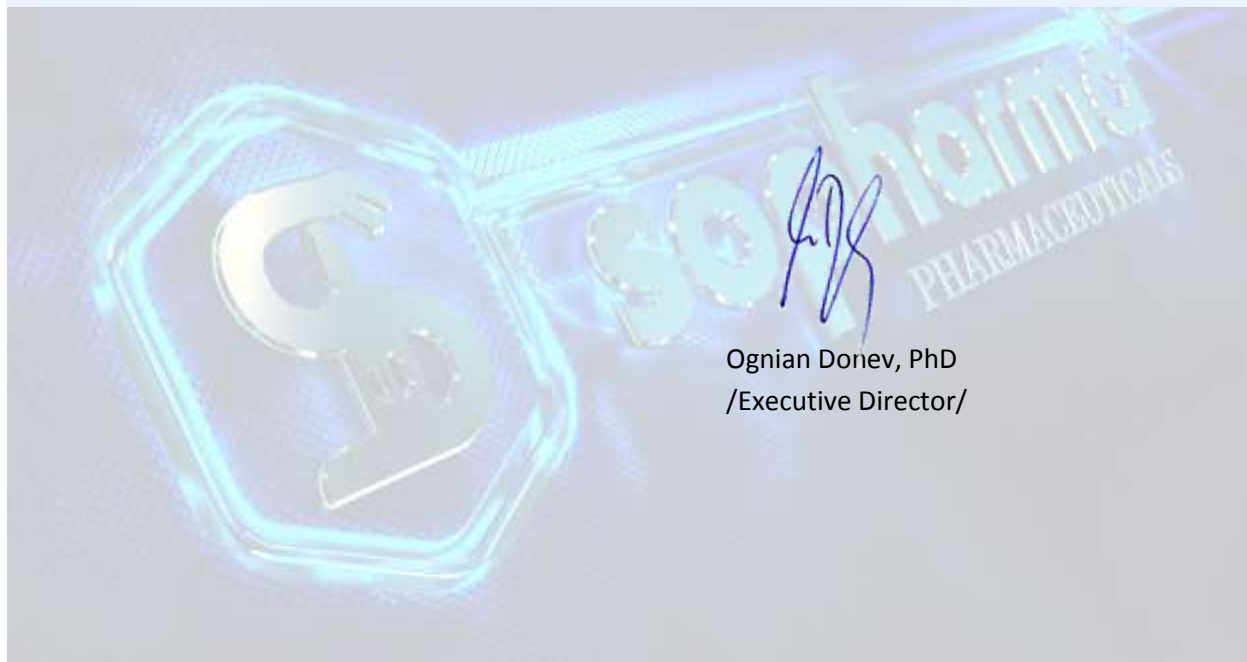 sopharma
PHARMACEUTICALS
Ognian Donev, PhD
/Executive Director/